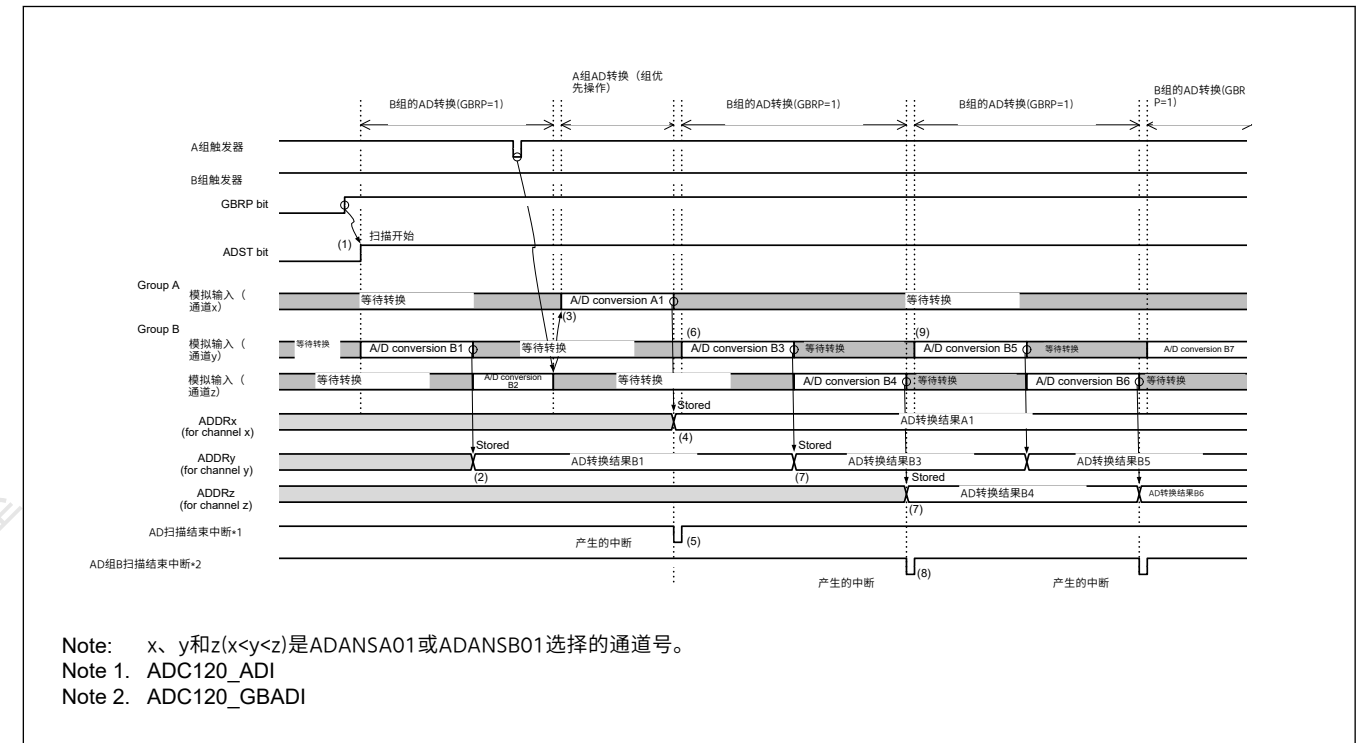 A组AD转换（组优
先操作）
B组的AD转换(GBRP=1)
B组的AD转换(GBRP=1)
B组的AD转换(GBRP=1)
B组的AD转换(GBR
P=1)
A组触发器
B组触发器
GBRP bit
(1)
扫描开始
ADST bit
Group A
模拟输入（
通道x）
等待转换
A/D conversion A1
等待转换
(3)
Group B
(6)
(9)
模拟输入（
通道y）
等待转换
A/D conversion B1
等待转换
A/D conversion B3
等待转换
A/D conversion B5
等待转换
A/D conversion B7
模拟输入（
通道z）
等待转换
A/D conversion
B2
等待转换
A/D conversion B4
等待转换
A/D conversion B6
等待转换
Stored
ADDRx
(for channel x)
AD转换结果A1
(4)
Stored
Stored
ADDRy
(for channel y)
AD转换结果B1
AD转换结果B3
AD转换结果B5
(2)
(7)
Stored
ADDRz
(for channel z)
AD转换结果B4
AD转换结果B6
(7)
AD扫描结束中断*1
产生的中断
(5)
AD组B扫描结束中断*2
产生的中断
(8)
产生的中断
Note: x、y和z(x<y<z)是ADANSA01或ADANSB01选择的通道号。
Note 1. ADC120_ADI
Note 2. ADC120_GBADI